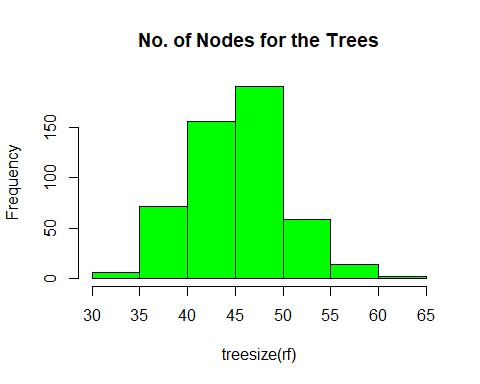 No. of Nodes for the Trees
Frequency
150
100
50
0
30 35 40 45 50 55 60 65
treesize(rf)